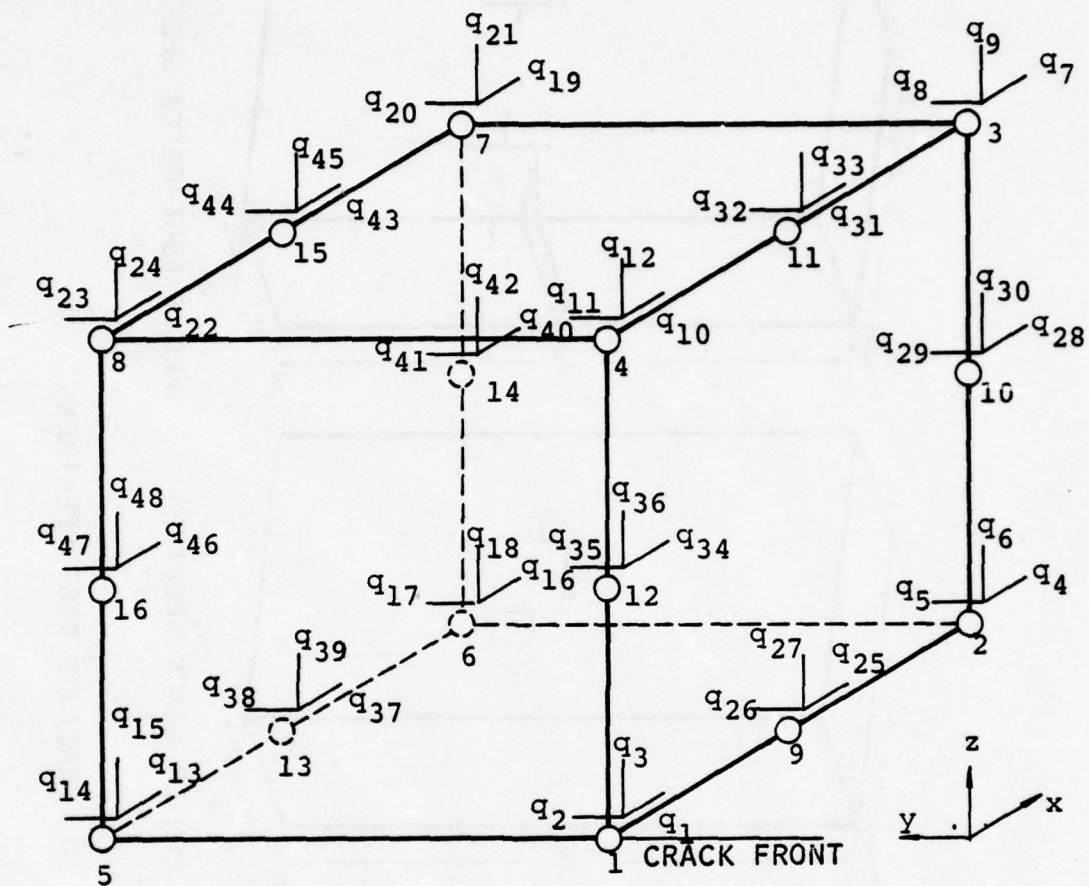 q21 q9
q19 q8 q7
q20 7 3
q45 q33
q44 q43 q32 q31
q24 15 q12 11
q23 q42 q11 q30
q22 q40 q10 q28
8 q41 4 q29
14 10
q48 q36
q47 q46 q18 q35 q34 q6
16 q17 q16 12 q5 q4
q39 6 q27 q25 2
q38 q37 q26
q15 13 q3 9 z
q14 q13 q2 x
5 1 q1 Y
CRACK FRONT